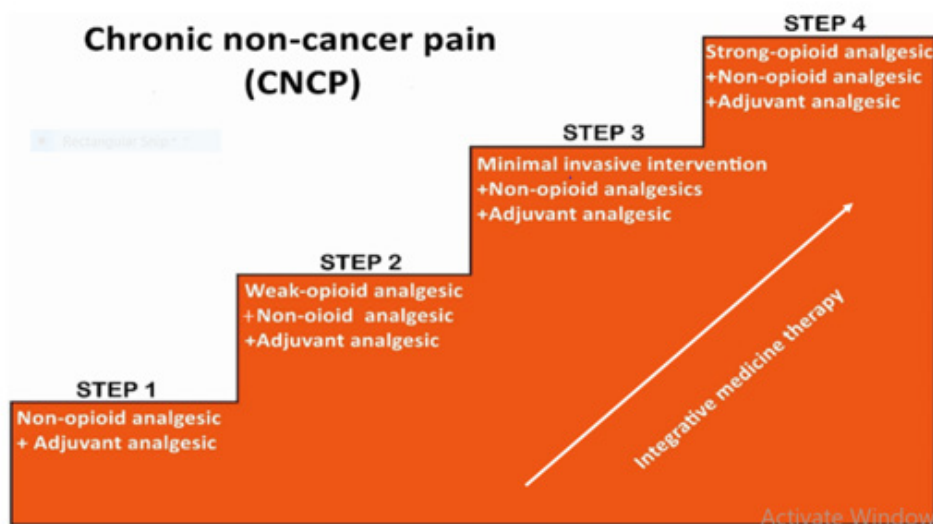 Chronic non-cancer pain
(CNCP)
Rectangular Snip
STEP 1
Non-opioid analgesic
+ Adjuvant analgesic
STEP 2
Weak-opioid analgesic
+Non-oioid analgesic
+Adjuvant analgesic
STEP 3
Minimal invasive intervention
+Non-opioid analgesics
+Adjuvant analgesic
STEP 4
Strong-opioid analgesic
+Non-opioid analgesic
+Adjuvant analgesic
Integrative medicine therapy
Activate Window